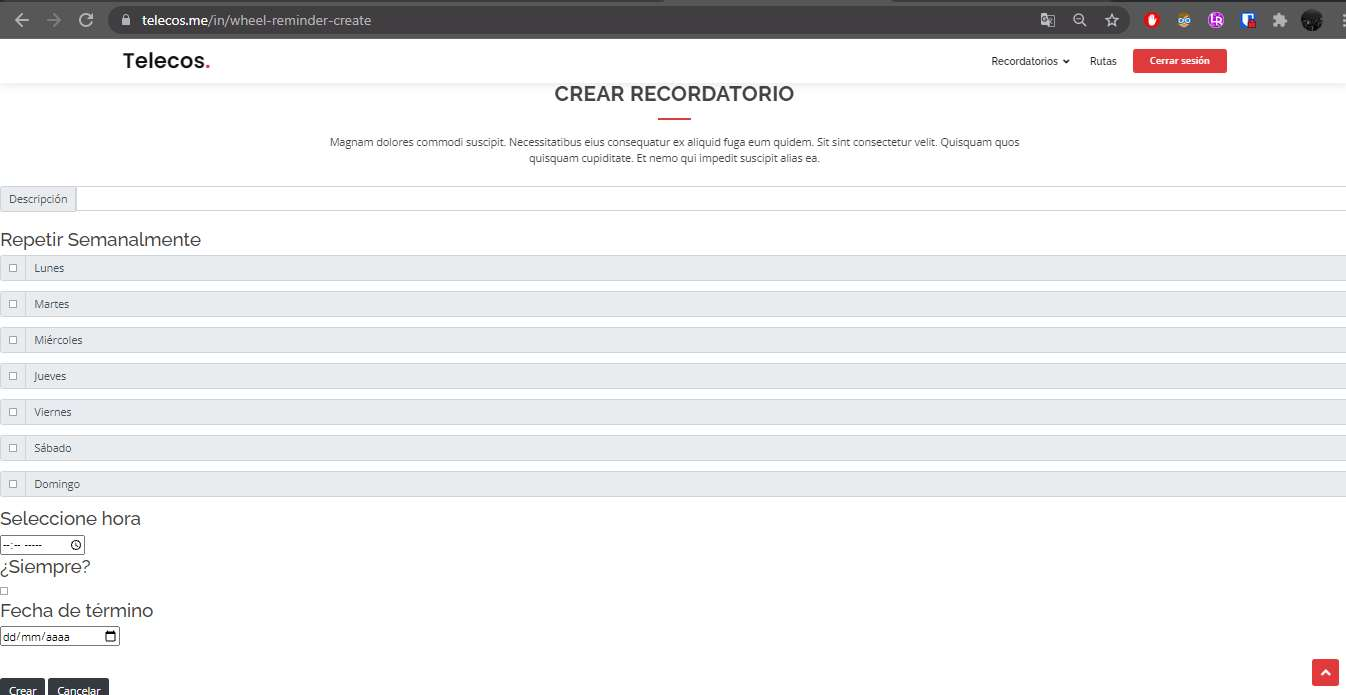 telecos.me/in/wheel-reminder-create
Telecos.
Recordatorios
Rutas
Cerrar sesión
CREAR RECORDATORIO
Magnam dolores commodi suscipit. Necessitatibus eius consequatur ex aliquid fuga eum quidem. Sit sint consectetur velit. Quisquam quos
quisquam cupiditate. Et nemo qui impedit suscipit alias ea.
Descripción
Repetir Semanalmente
Lunes
Martes
Miércoles
Jueves
Viernes
Sábado
Domingo
Seleccione hora
--:-- -----
¿Siempre?
Fecha de término
dd/mm/aaaa
Crear
Cancelar